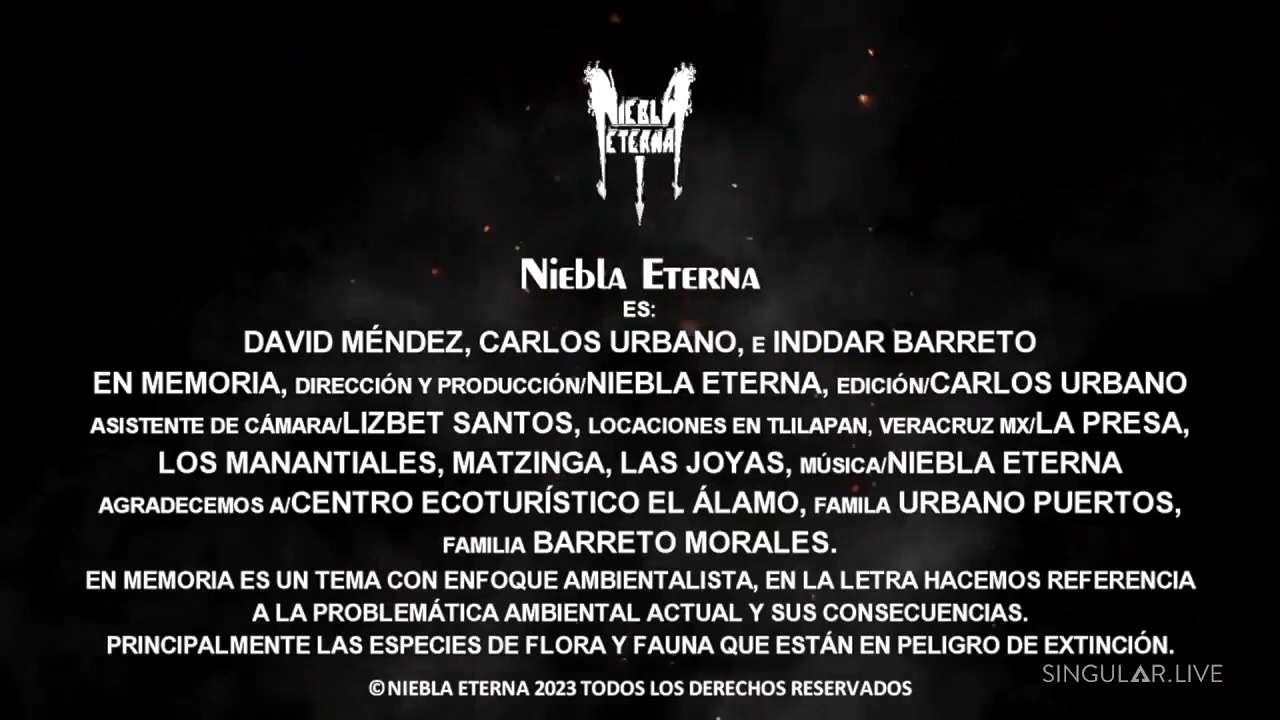 NIEBLA
ETERNA
Niebla Eterna
ES:
DAVID MÉNDEZ, CARLOS URBANO, E INDDAR BARRETO
EN MEMORIA, DIRECCIÓN Y PRODUCCIÓN/NIEBLA ETERNA, EDICIÓN/CARLOS URBANO
ASISTENTE DE CÁMARA/LIZBET SANTOS, LOCACIONES EN TLILAPAN, VERACRUZ MX/LA PRESA,
LOS MANANTIALES, MATZINGA, LAS JOYAS, MÚSICA/NIEBLA ETERNA
AGRADECEMOS A/CENTRO ECOTURÍSTICO EL ÁLAMO, FAMILA URBANO PUERTOS,
FAMILIA BARRETO MORALES.
EN MEMORIA ES UN TEMA CON ENFOQUE AMBIENTALISTA, EN LA LETRA HACEMOS REFERENCIA
A LA PROBLEMÁTICA AMBIENTAL ACTUAL Y SUS CONSECUENCIAS.
PRINCIPALMENTE LAS ESPECIES DE FLORA Y FAUNA QUE ESTÁN EN PELIGRO DE EXTINCIÓN.
SINGULAR.LIVE
©NIEBLA ETERNA 2023 TODOS LOS DERECHOS RESERVADOS